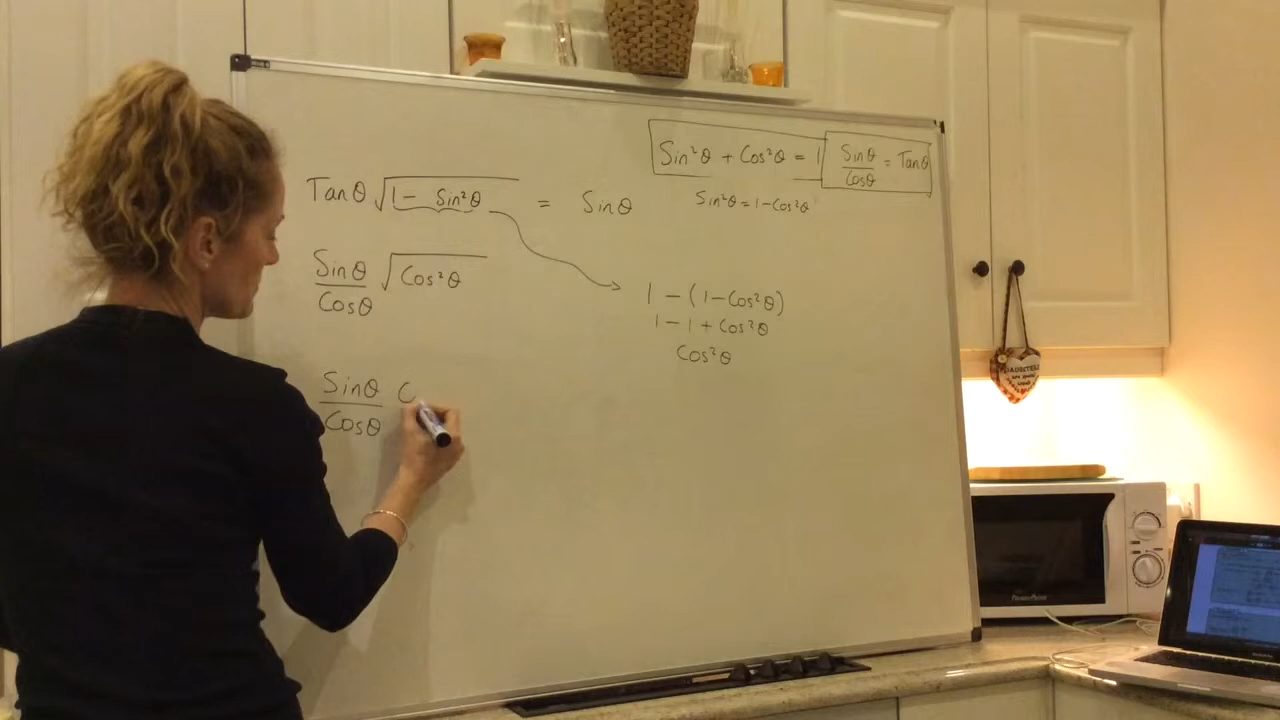 Sin²θ + Cos²θ = 1
Sinθ/Cosθ = Tanθ
Tanθ √(1 - Sin²θ) = Sinθ
Sin²θ = 1 - Cos²θ
Sinθ/Cosθ √(Cos²θ)
1 - (1 - Cos²θ)
1 - 1 + Cos²θ
Cos²θ
Sinθ/Cosθ C